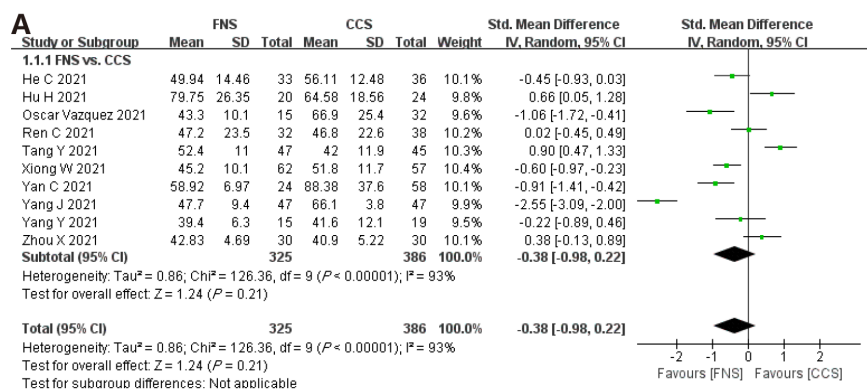 A
FNS CCS Std. Mean Difference Std. Mean Difference
Study or Subgroup Mean SD Total Mean SD Total Weight IV, Random, 95% CI IV, Random, 95% CI
1.1.1 FNS vs. CCS
He C 2021 49.94 14.46 33 56.11 12.48 36 10.1% -0.45 [-0.93, 0.03]
Hu H 2021 79.75 26.35 20 64.58 18.56 24 9.8% 0.66 [0.05, 1.28]
Oscar Vazquez 2021 43.3 10.1 15 66.9 25.4 32 9.6% -1.06 [-1.72, -0.41]
Ren C 2021 47.2 23.5 32 46.8 22.6 38 10.1% 0.02 [-0.45, 0.49]
Tang Y 2021 52.4 11 47 42 11.9 45 10.2% 0.90 [0.47, 1.33]
Xiong W 2021 45.2 10.1 62 51.8 11.7 57 10.4% -0.60 [-0.97, -0.23]
Yan C 2021 58.92 6.97 24 88.38 37.6 58 10.1% -0.91 [-1.41, -0.42]
Yang J 2021 47.7 9.4 47 66.1 3.8 47 9.9% -2.55 [-3.09, -2.00]
Yang Y 2021 39.4 6.3 15 41.6 12.1 19 9.6% -0.22 [-0.89, 0.46]
Zhou X 2021 42.83 4.69 30 40.9 5.22 30 10.0% 0.38 [-0.13, 0.89]
Subtotal (95% CI) 325 386 100.0% -0.38 [-0.98, 0.22]
Heterogeneity: Tau² = 0.86; Chi² = 126.36, df = 9 (P < 0.00001); I² = 93%
Test for overall effect: Z = 1.24 (P = 0.21)
Total (95% CI) 325 386 100.0% -0.38 [-0.98, 0.22]
Heterogeneity: Tau² = 0.86; Chi² = 126.36, df = 9 (P < 0.00001); I² = 93%
Test for overall effect: Z = 1.24 (P = 0.21)
Test for subgroup differences: Not applicable
-2 -1 0 1 2
Favours [FNS] Favours [CCS]